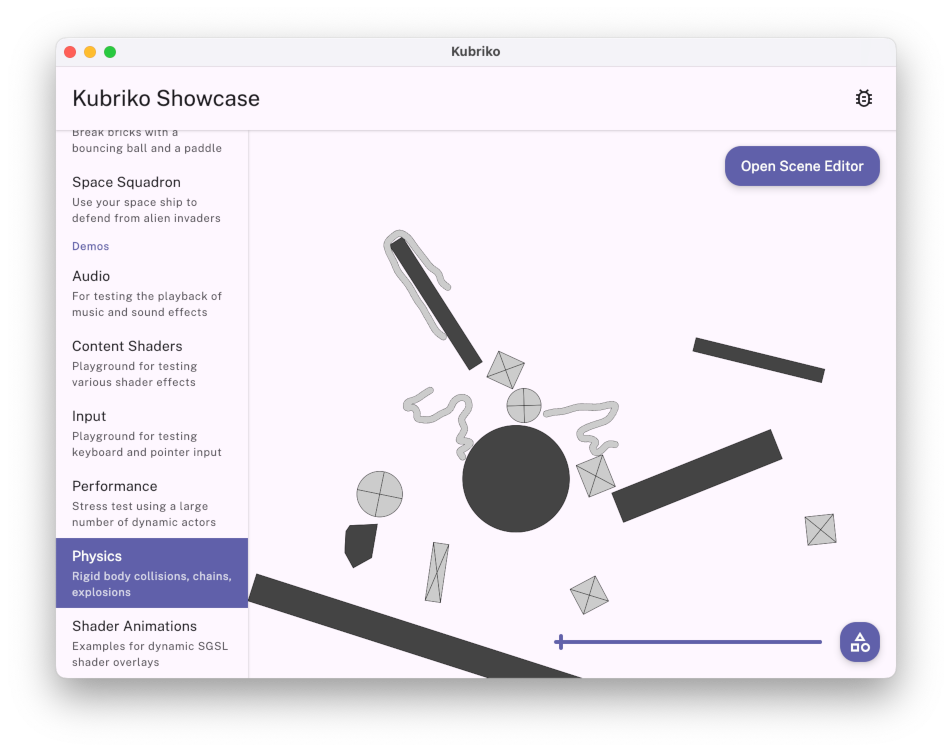 Kubriko
Kubriko Showcase
Break bricks with a
bouncing ball and a paddle
Space Squadron
Use your space ship to
defend from alien invaders
Demos
Audio
For testing the playback of
music and sound effects
Content Shaders
Playground for testing
various shader effects
Input
Playground for testing
keyboard and pointer input
Performance
Stress test using a large
number of dynamic actors
Physics
Rigid body collisions, chains,
explosions
Shader Animations
Examples for dynamic SGSL
shader overlays
Open Scene Editor